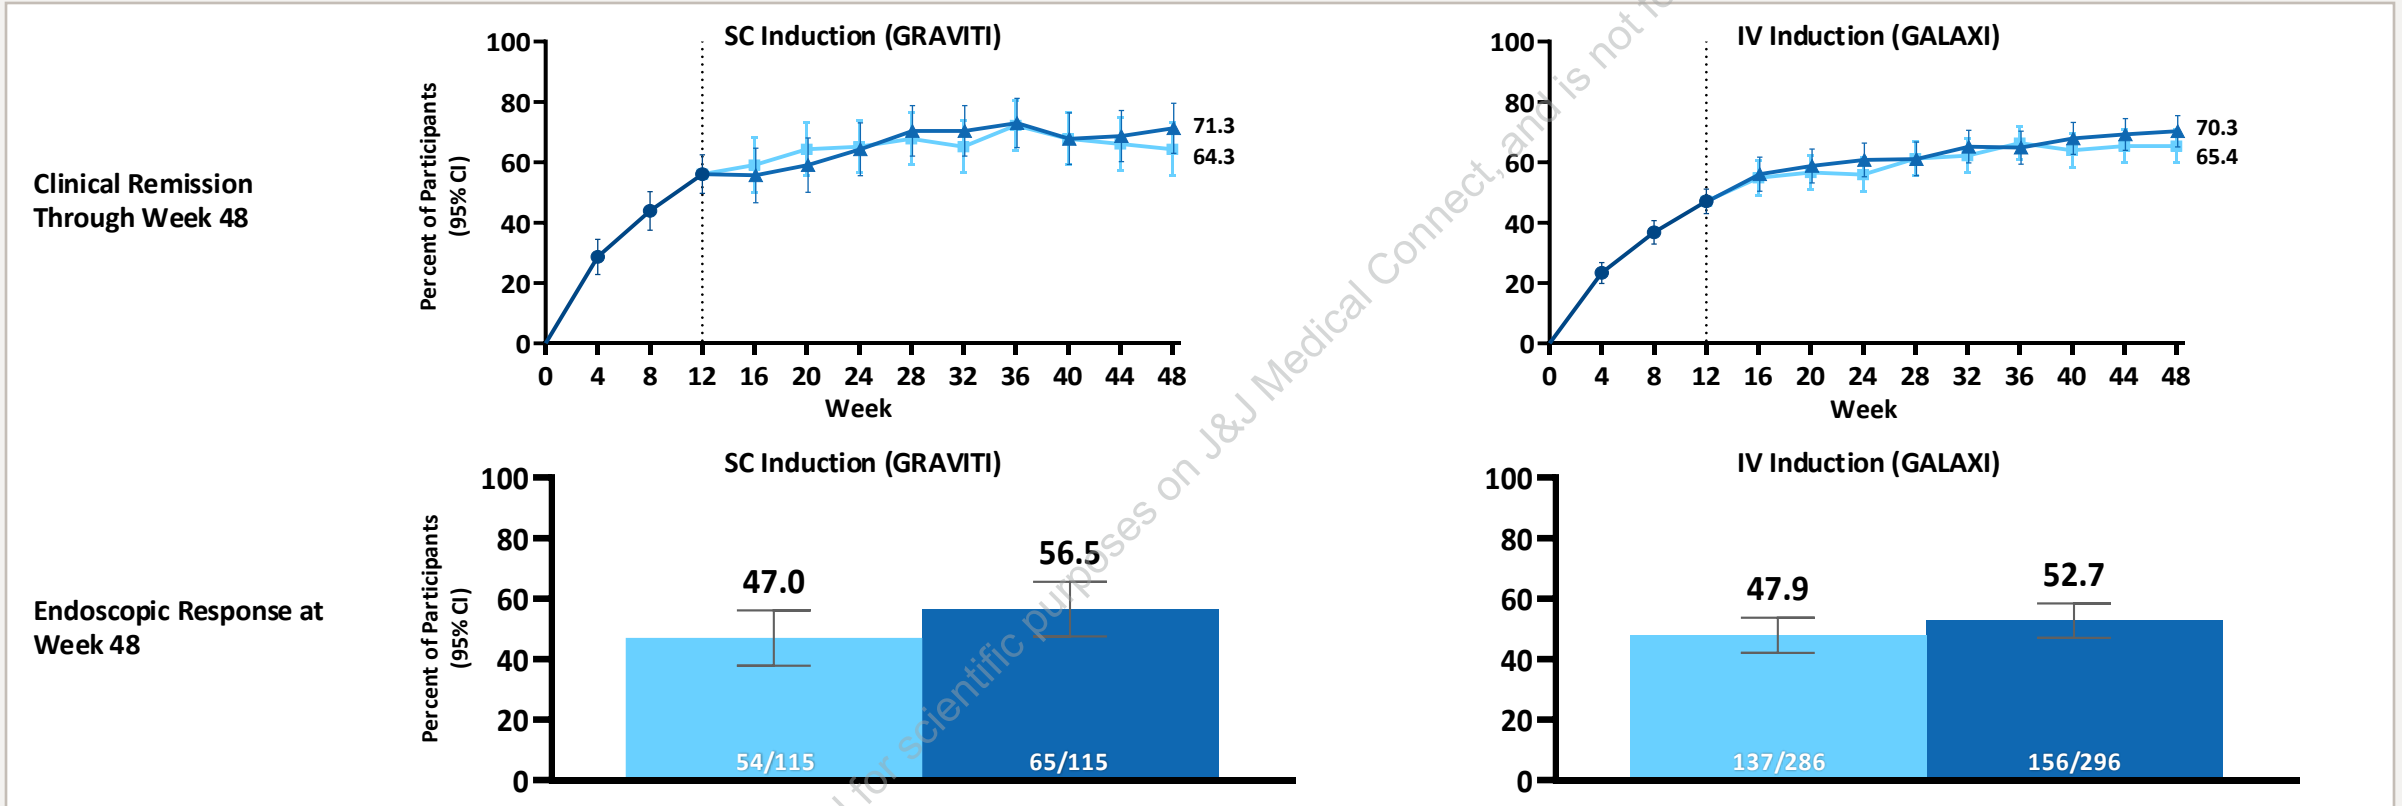 SC Induction (GRAVITI)
100
80
60
40
20
0
Percent of Participants
(95% CI)
71.3
64.3
0 4 8 12 16 20 24 28 32 36 40 44 48
Week
IV Induction (GALAXI)
100
80
60
40
20
0
70.3
65.4
0 4 8 12 16 20 24 28 32 36 40 44 48
Week
Clinical Remission
Through Week 48
SC Induction (GRAVITI)
100
80
60
40
20
0
Percent of Participants
(95% CI)
47.0
56.5
54/115
65/115
IV Induction (GALAXI)
100
80
60
40
20
0
47.9
52.7
137/286
156/296
Endoscopic Response at
Week 48
for scientific purposes on J&J Medical Connect, and is not